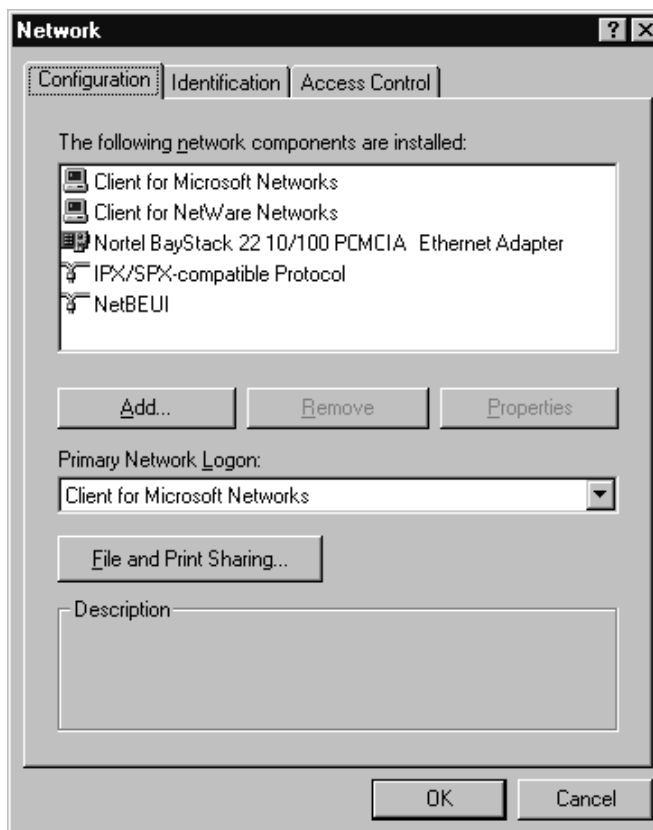 Network
Configuration Identification Access Control
The following network components are installed:
Client for Microsoft Networks
Client for NetWare Networks
Nortel BayStack 22 10/100 PCMCIA Ethernet Adapter
IPX/SPX-compatible Protocol
NetBEUI
Add... Remove Properties
Primary Network Logon:
Client for Microsoft Networks
File and Print Sharing...
Description
OK Cancel